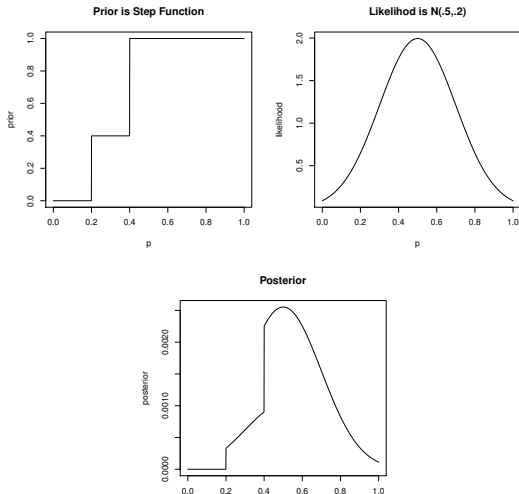 Prior is Step Function
prior
0.0 0.2 0.4 0.6 0.8 1.0
0.0 0.2 0.4 0.6 0.8 1.0
p
Likelihod is N(.5,.2)
likelihood
0.5 1.0 1.5 2.0
0.0 0.2 0.4 0.6 0.8 1.0
p
Posterior
posterior
0.0000 0.0010 0.0020
0.0 0.2 0.4 0.6 0.8 1.0